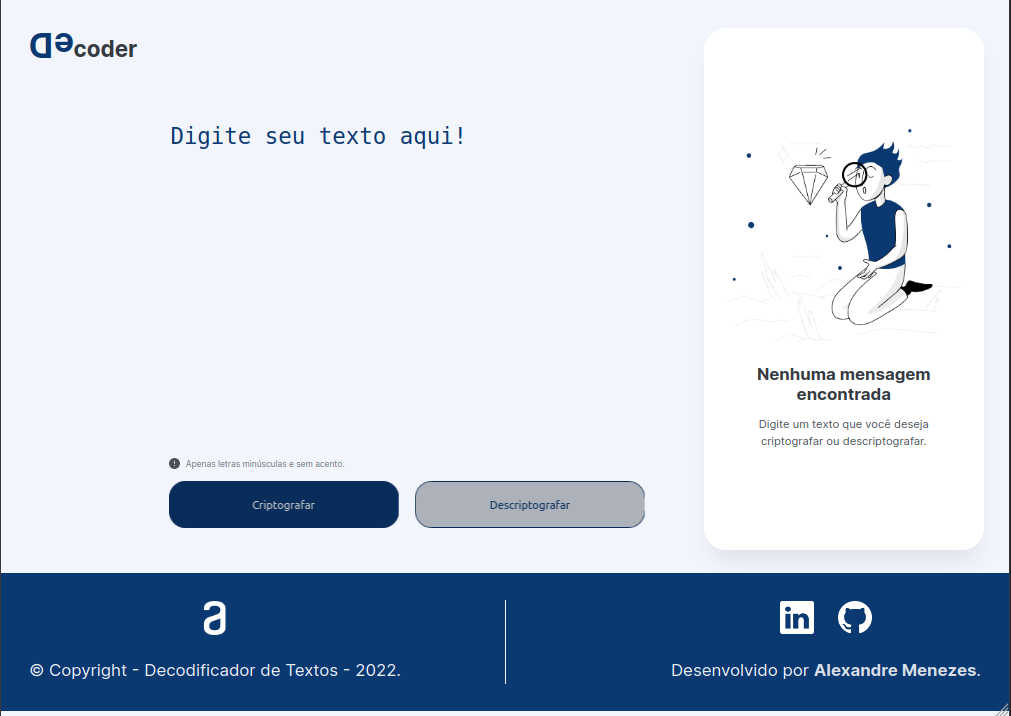 Decoder
Digite seu texto aqui!
Apenas letras minúsculas e sem acento.
Criptografar
Descriptografar
Nenhuma mensagem
encontrada
Digite um texto que você deseja
criptografar ou descriptografar.
a
in
© Copyright - Decodificador de Textos - 2022.
Desenvolvido por Alexandre Menezes.